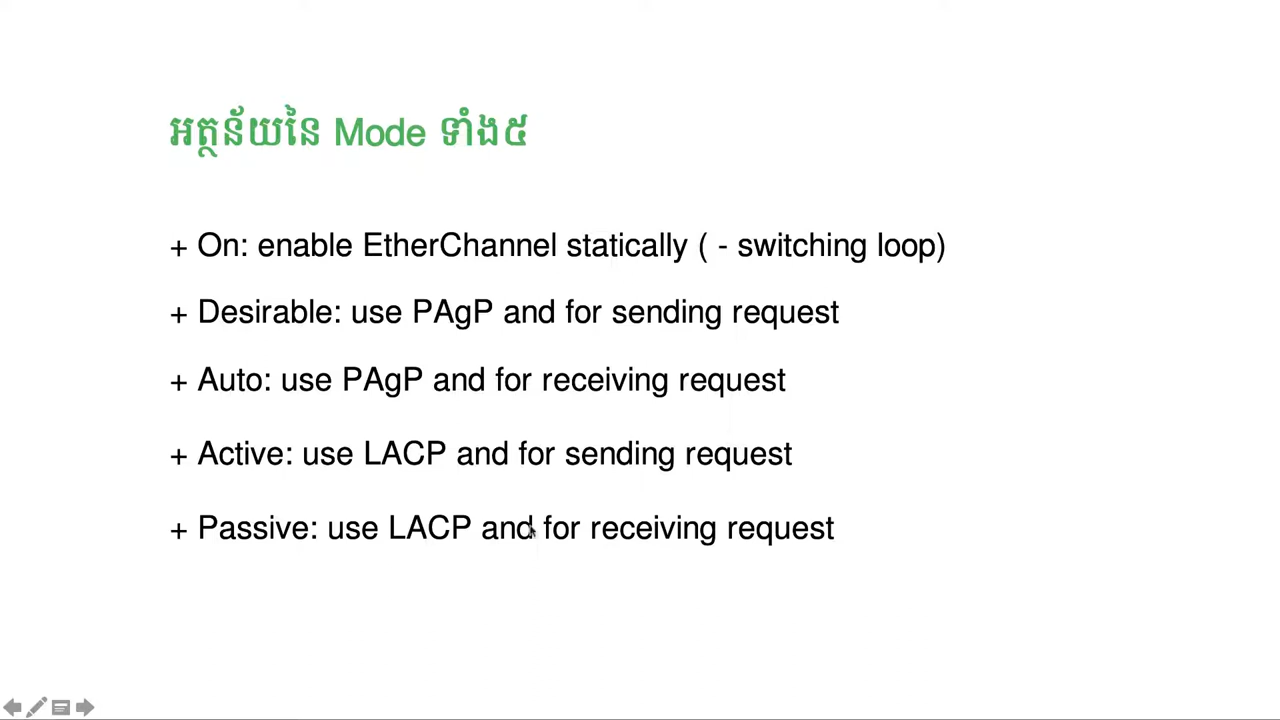 អត្ថន័យនៃ Mode ទាំង៥
+ On: enable EtherChannel statically ( - switching loop)
+ Desirable: use PAgP and for sending request
+ Auto: use PAgP and for receiving request
+ Active: use LACP and for sending request
+ Passive: use LACP and for receiving request